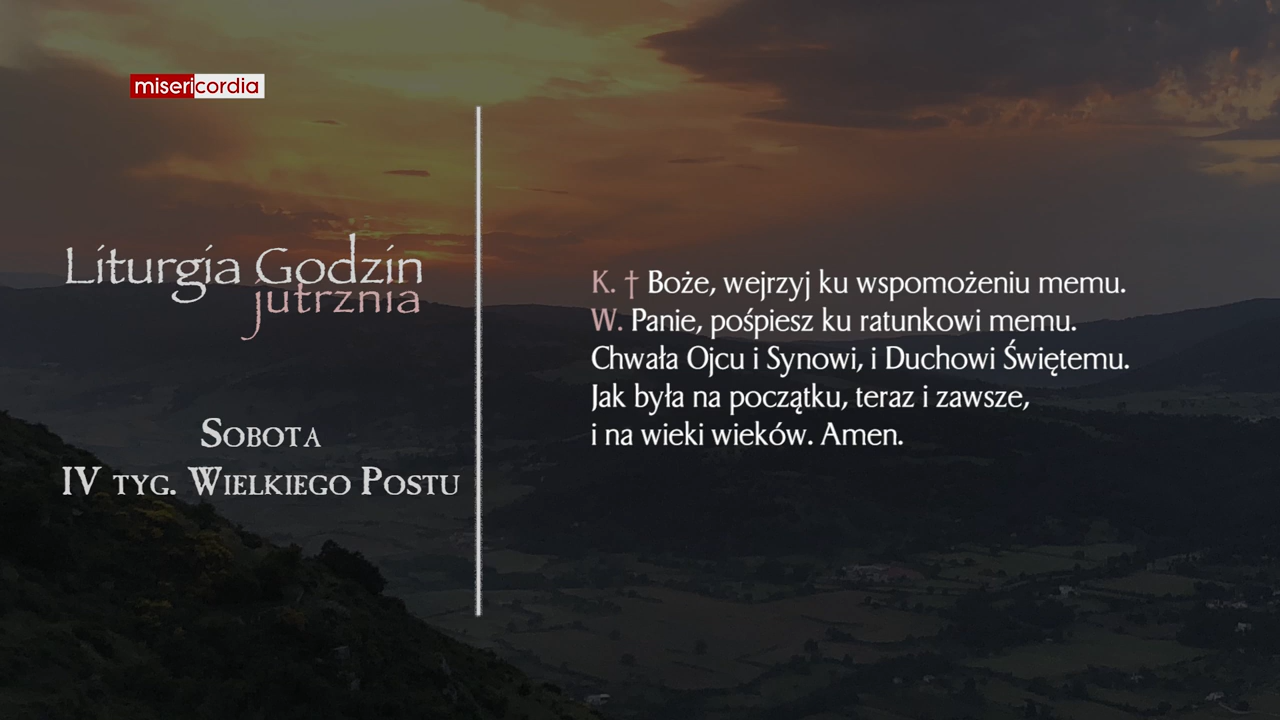 misericordia
Liturgia Godzin
jutrznia
Sobota
IV tyg. Wielkiego Postu
K. † Boże, wejrzyj ku wspomożeniu memu.
W. Panie, pośpiesz ku ratunkowi memu.
Chwała Ojcu i Synowi, i Duchowi Świętemu.
Jak była na początku, teraz i zawsze,
i na wieki wieków. Amen.